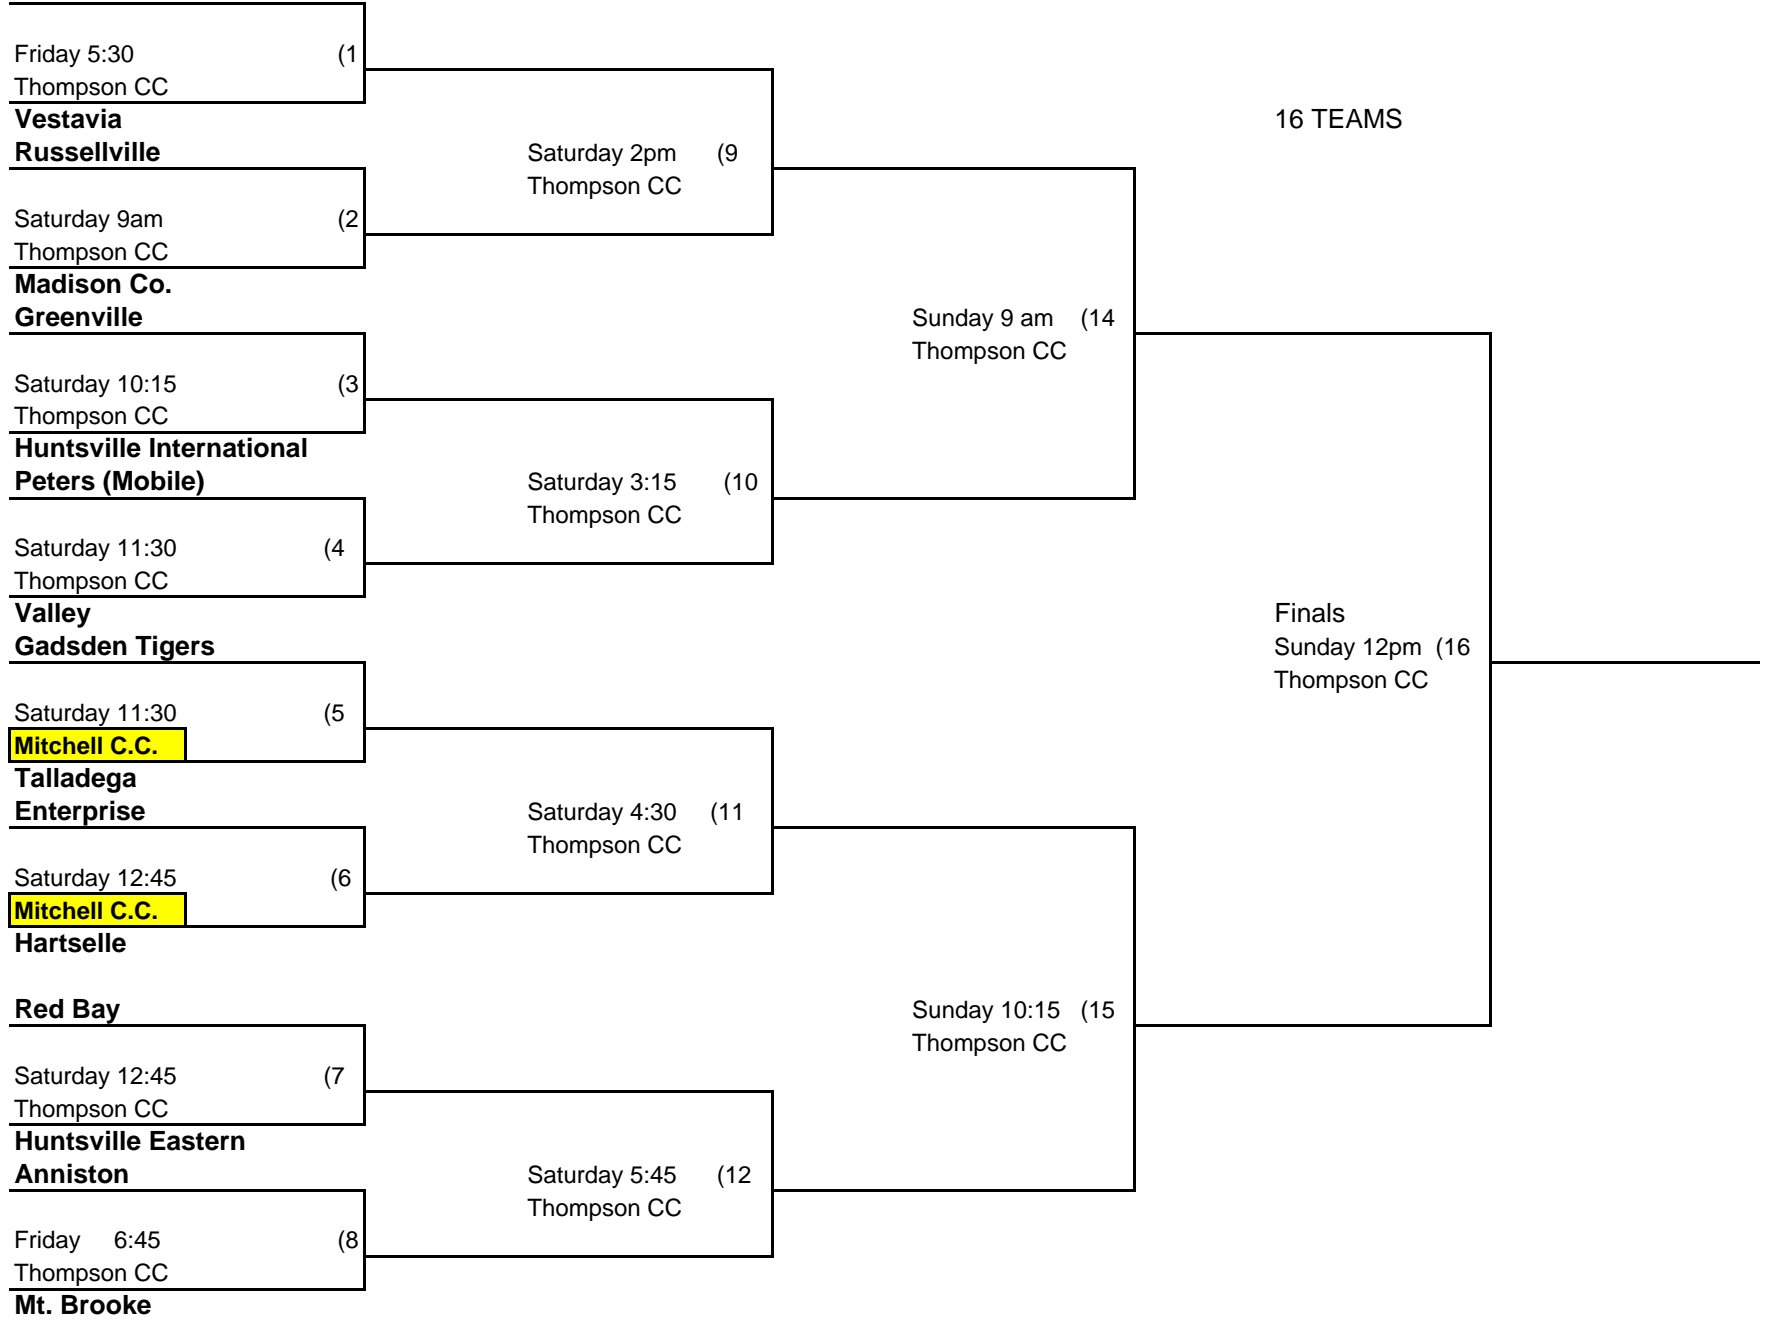 Friday 5:30 (1
Thompson CC
Vestavia
16 TEAMS
Russellville
Saturday 2pm (9
Thompson CC
Saturday 9am (2
Thompson CC
Madison Co.
Greenville
Sunday 9 am (14
Thompson CC
Saturday 10:15 (3
Thompson CC
Huntsville International
Peters (Mobile)
Saturday 3:15 (10
Thompson CC
Saturday 11:30 (4
Thompson CC
Valley
Finals
Gadsden Tigers
Sunday 12pm (16
Thompson CC
Saturday 11:30 (5
Mitchell C.C.
Talladega
Enterprise
Saturday 4:30 (11
Thompson CC
Saturday 12:45 (6
Mitchell C.C.
Hartselle
Red Bay
Sunday 10:15 (15
Thompson CC
Saturday 12:45 (7
Thompson CC
Huntsville Eastern
Anniston
Saturday 5:45 (12
Thompson CC
Friday 6:45 (8
Thompson CC
Mt. Brooke